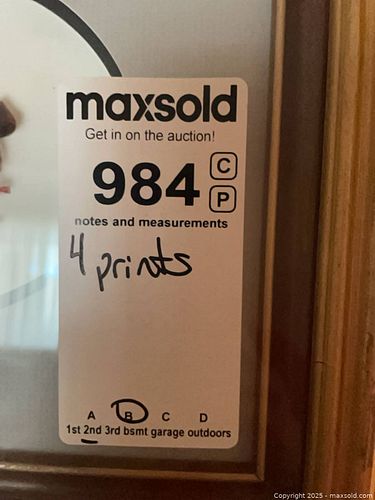 maxsold
Get in on the auction!
984 C
P
notes and measurements
4 prints
A B C D
1st 2nd 3rd bsmt garage outdoors
Copyright 2025 - maxsold.com